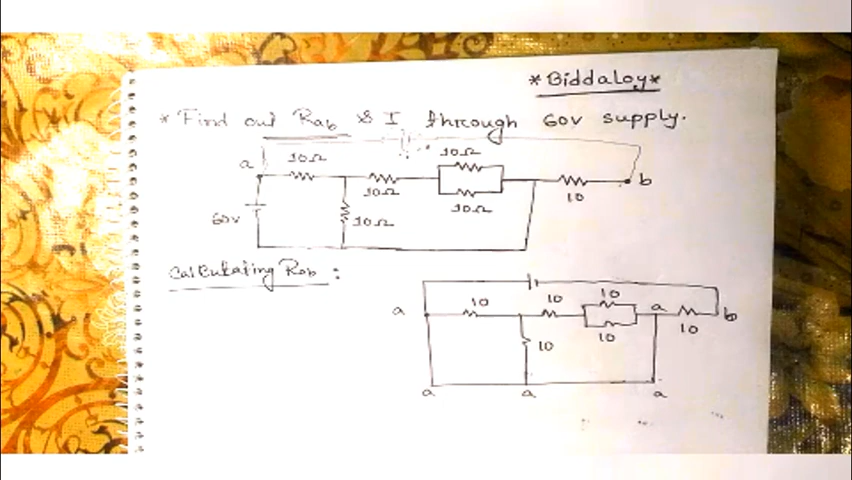 *Biddaloy*
* Find out Rab & I through 60V supply.
10Ω
10Ω
a
10Ω
b
10
60V
10Ω
10Ω
Calculating Rab :
10
10
10
a
a
b
10
10
10
a
a
a